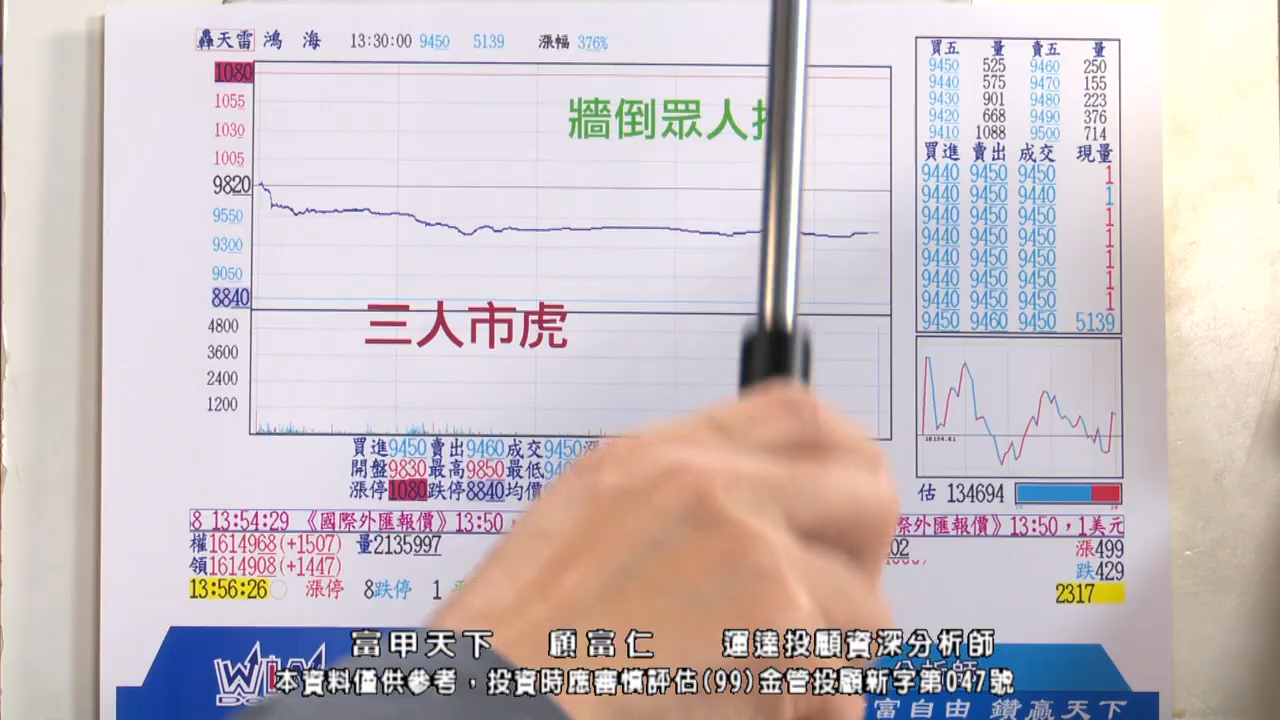 轟天雷 鴻 海 13:30:00 9450 5139 漲幅 376%
1080
1055
1030
1005
9820
9550
9300
9050
8840
4800
3600
2400
1200
牆倒眾人
三人市虎
買五 量 賣五 量
9450 525 9460 250
9440 575 9470 155
9430 901 9480 223
9420 668 9490 376
9410 1088 9500 714
買進 賣出 成交 現量
9440 9450 9450 1
9440 9450 9440 1
9440 9450 9450 1
9440 9450 9450 1
9440 9450 9450 1
9440 9450 9450 1
9440 9450 9450 1
9450 9460 9450 5139
買進9450賣出9460成交9450
開盤9830最高9850最低
漲停1080跌停8840均價
估 134694
8 13:54:29 《國際外匯報價》13:50,
際外匯報價》13:50,1美元
權1614968(+1507) 量2135997
漲499
領1614908(+1447)
跌429
13:56:26 漲停 8跌停 1
2317
富甲天下 顧富仁 運達投顧資深分析師
本資料僅供參考,投資時應審慎評估(99)金管投顧新字第047號
富自由 鑽贏天下